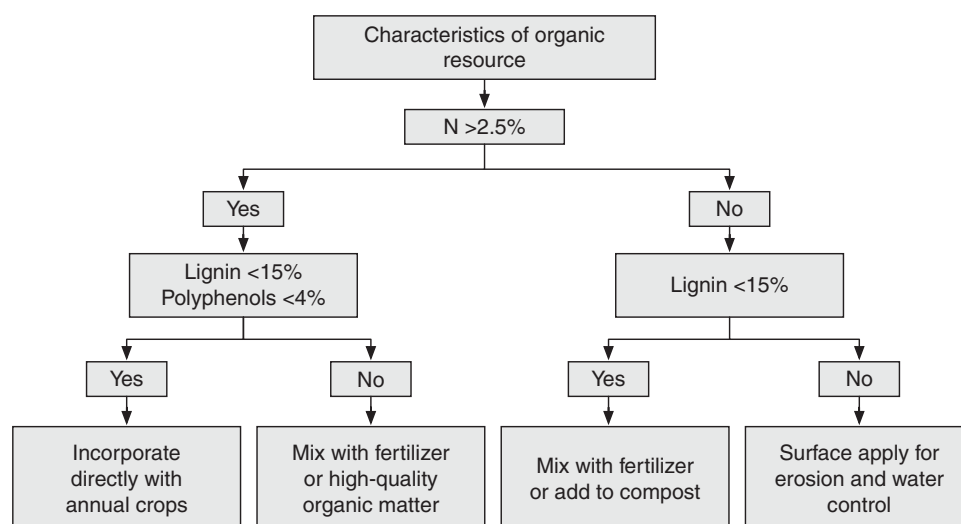 Characteristics of organic
resource
N >2.5%
Yes
No
Lignin <15%
Polyphenols <4%
Lignin <15%
Yes
No
Yes
No
Incorporate
directly with
annual crops
Mix with fertilizer
or high-quality
organic matter
Mix with fertilizer
or add to compost
Surface apply for
erosion and water
control